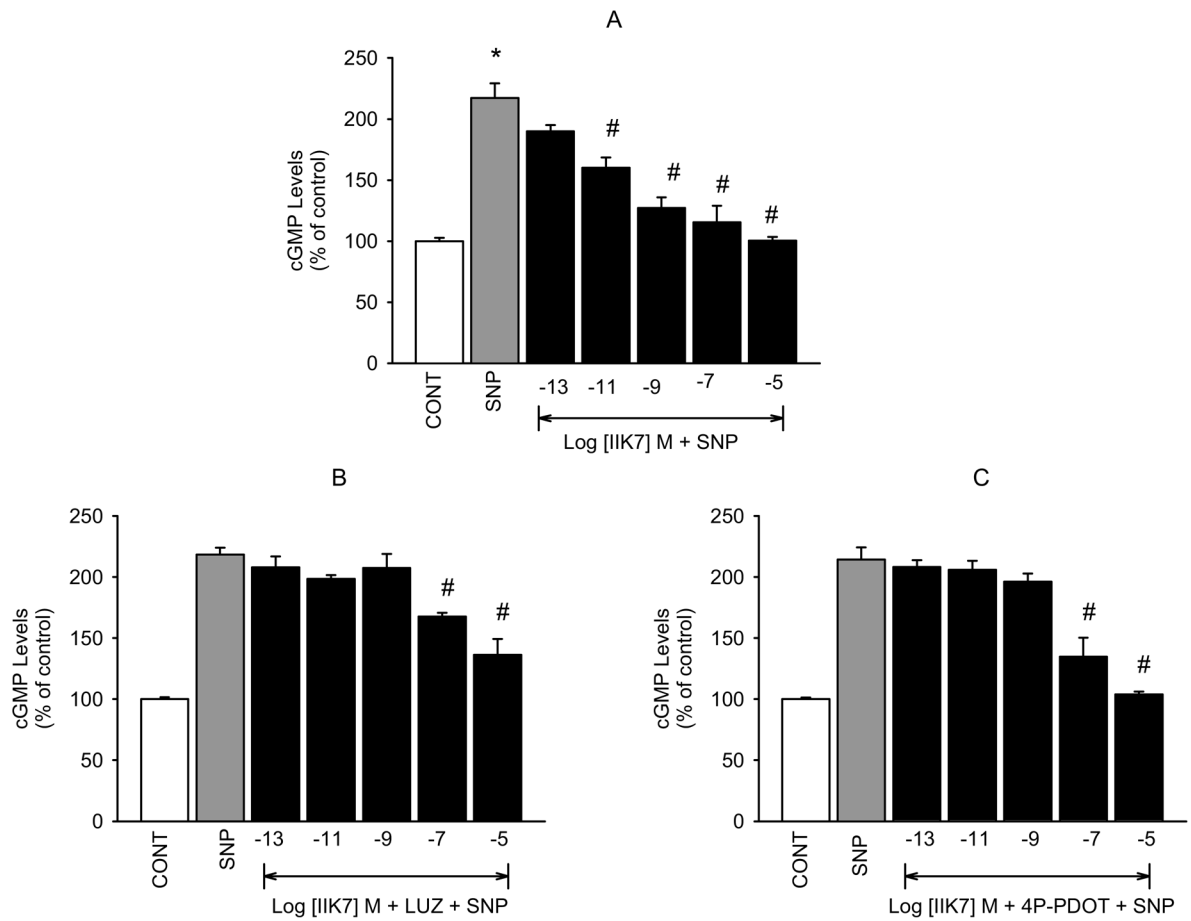 A
250
200
150
100
50
0
cGMP Levels
(% of control)
*
#
#
#
#
CONT
SNP
-13
-11
-9
-7
-5
Log [IIK7] M + SNP
B
250
200
150
100
50
0
cGMP Levels
(% of control)
#
#
CONT
SNP
-13
-11
-9
-7
-5
Log [IIK7] M + LUZ + SNP
C
250
200
150
100
50
0
cGMP Levels
(% of control)
#
#
CONT
SNP
-13
-11
-9
-7
-5
Log [IIK7] M + 4P-PDOT + SNP